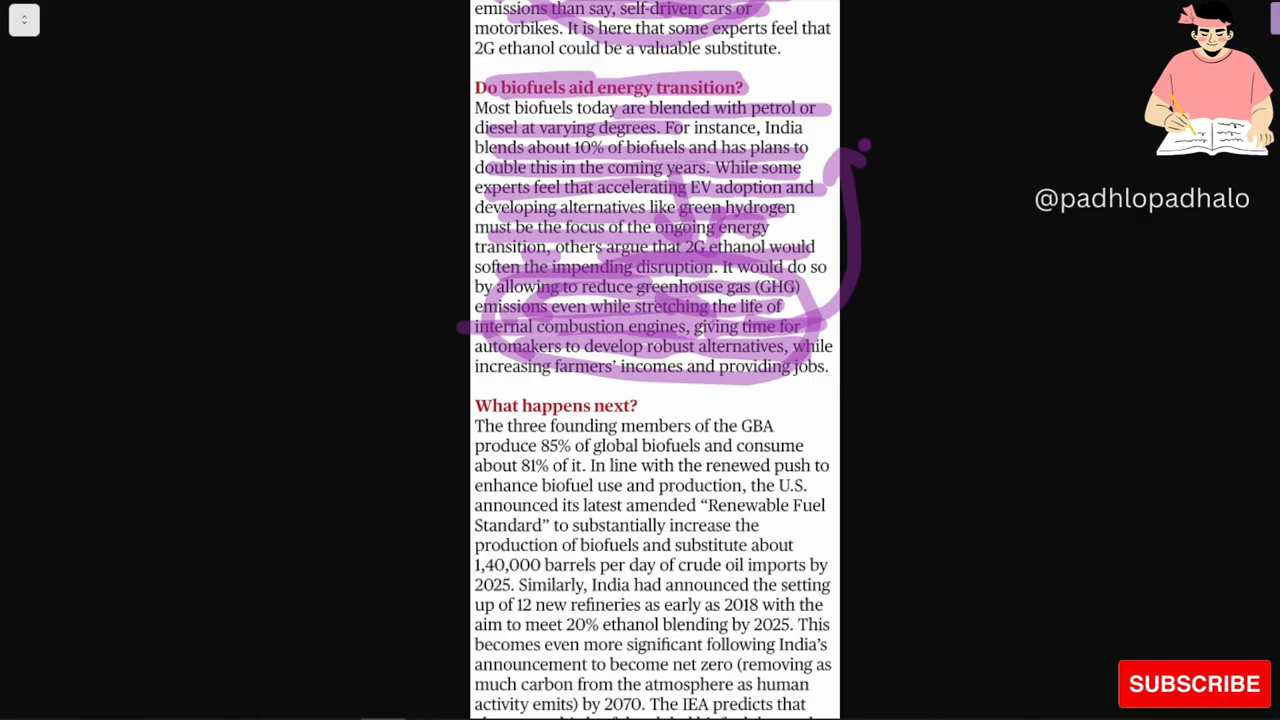 emissions than say, self-driven cars or
motorbikes. It is here that some experts feel that
2G ethanol could be a valuable substitute.
Do biofuels aid energy transition?
Most biofuels today are blended with petrol or
diesel at varying degrees. For instance, India
blends about 10% of biofuels and has plans to
double this in the coming years. While some
experts feel that accelerating EV adoption and
developing alternatives like green hydrogen
must be the focus of the ongoing energy
transition, others argue that 2G ethanol would
soften the impending disruption. It would do so
by allowing to reduce greenhouse gas (GHG)
emissions even while stretching the life of
internal combustion engines, giving time for
automakers to develop robust alternatives, while
increasing farmers' incomes and providing jobs.
What happens next?
The three founding members of the GBA
produce 85% of global biofuels and consume
about 81% of it. In line with the renewed push to
enhance biofuel use and production, the U.S.
announced its latest amended “Renewable Fuel
Standard” to substantially increase the
production of biofuels and substitute about
1,40,000 barrels per day of crude oil imports by
2025. Similarly, India had announced the setting
up of 12 new refineries as early as 2018 with the
aim to meet 20% ethanol blending by 2025. This
becomes even more significant following India's
announcement to become net zero (removing as
much carbon from the atmosphere as human
activity emits) by 2070. The IEA predicts that
@padhlopadhalo
SUBSCRIBE